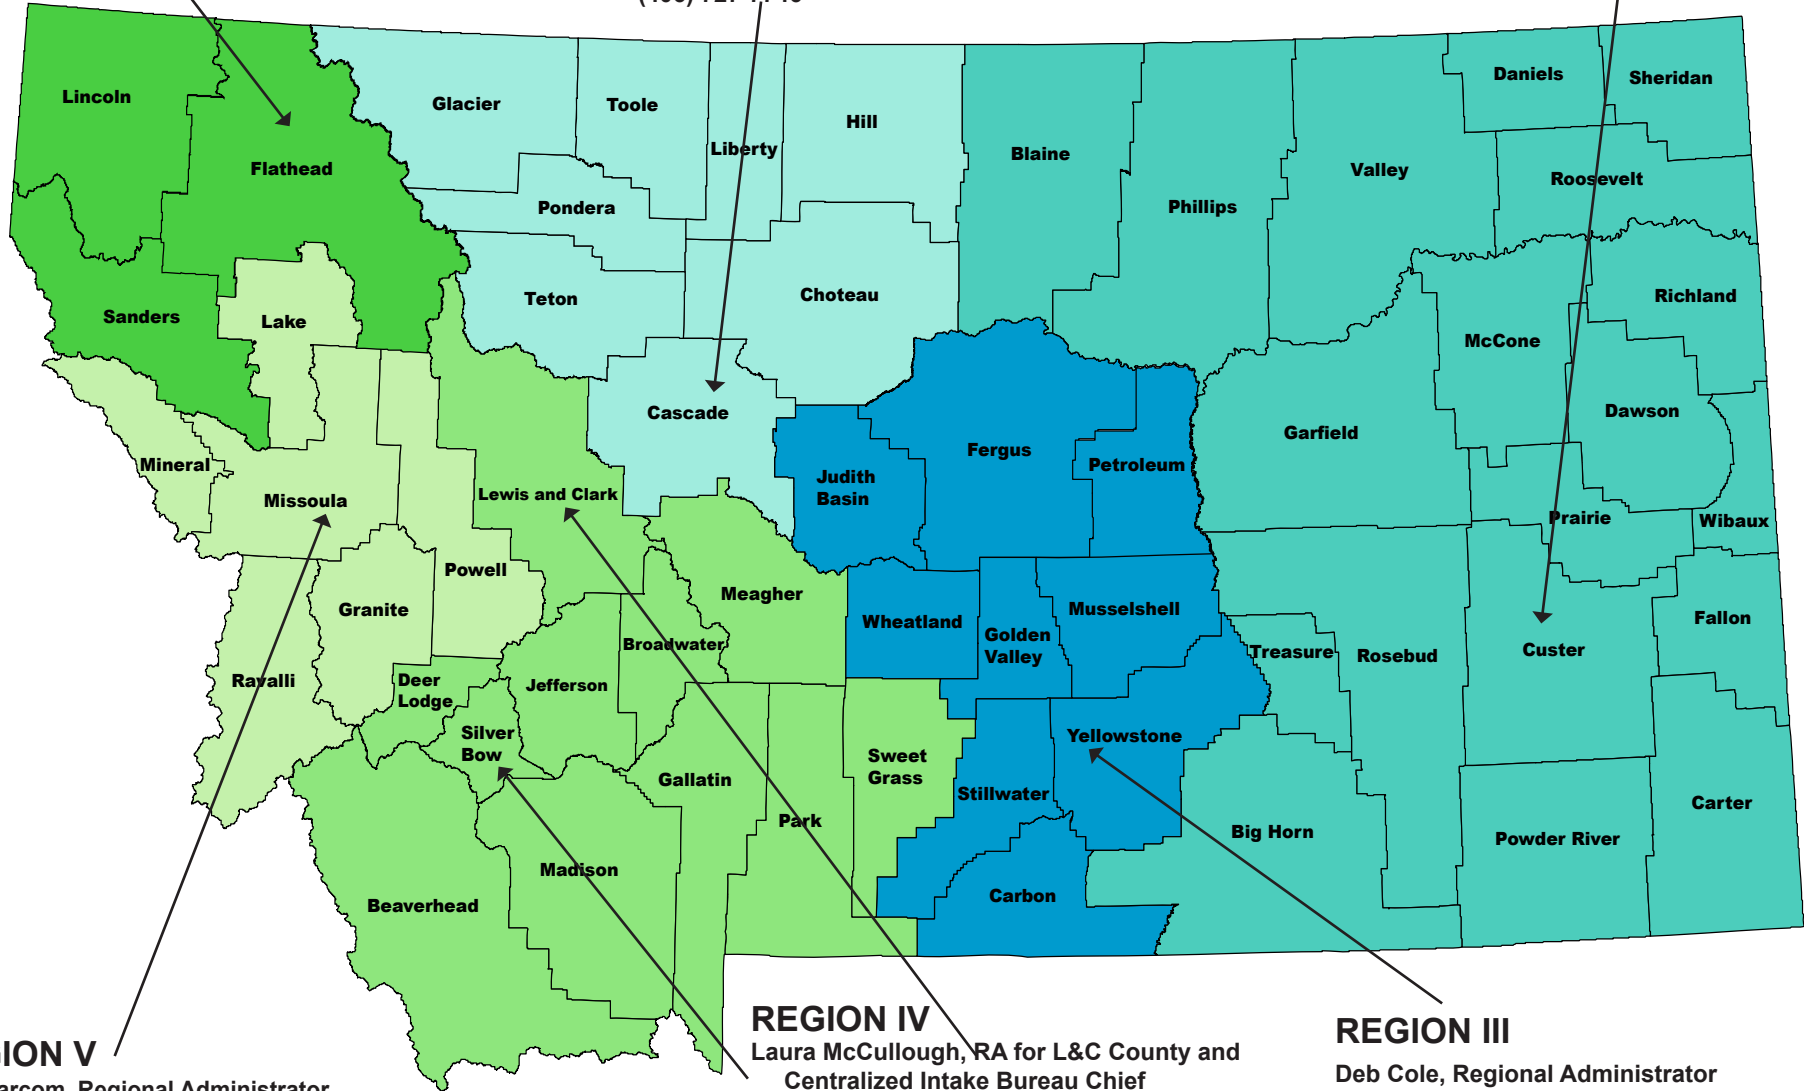 Lincoln
Flathead
Glacier
Toole
Liberty
Hill
Blaine
Phillips
Valley
Daniels
Sheridan
Roosevelt
Pondera
Teton
Choteau
Richland
McCone
Sanders
Lake
Cascade
Dawson
Garfield
Fergus
Petroleum
Judith
Basin
Mineral
Missoula
Lewis and Clark
Prairie
Wibaux
Powell
Granite
Meagher
Wheatland
Golden
Valley
Musselshell
Treasure
Rosebud
Custer
Fallon
Broadwater
Ravalli
Deer
Lodge
Jefferson
Silver
Bow
Gallatin
Park
Sweet
Grass
Yellowstone
Stillwater
Big Horn
Powder River
Carter
Madison
Beaverhead
Carbon
ION V
Regional Administrator
REGION IV
Laura McCullough, RA for L&C County and
Centralized Intake Bureau Chief
REGION III
Deb Cole, Regional Administrator